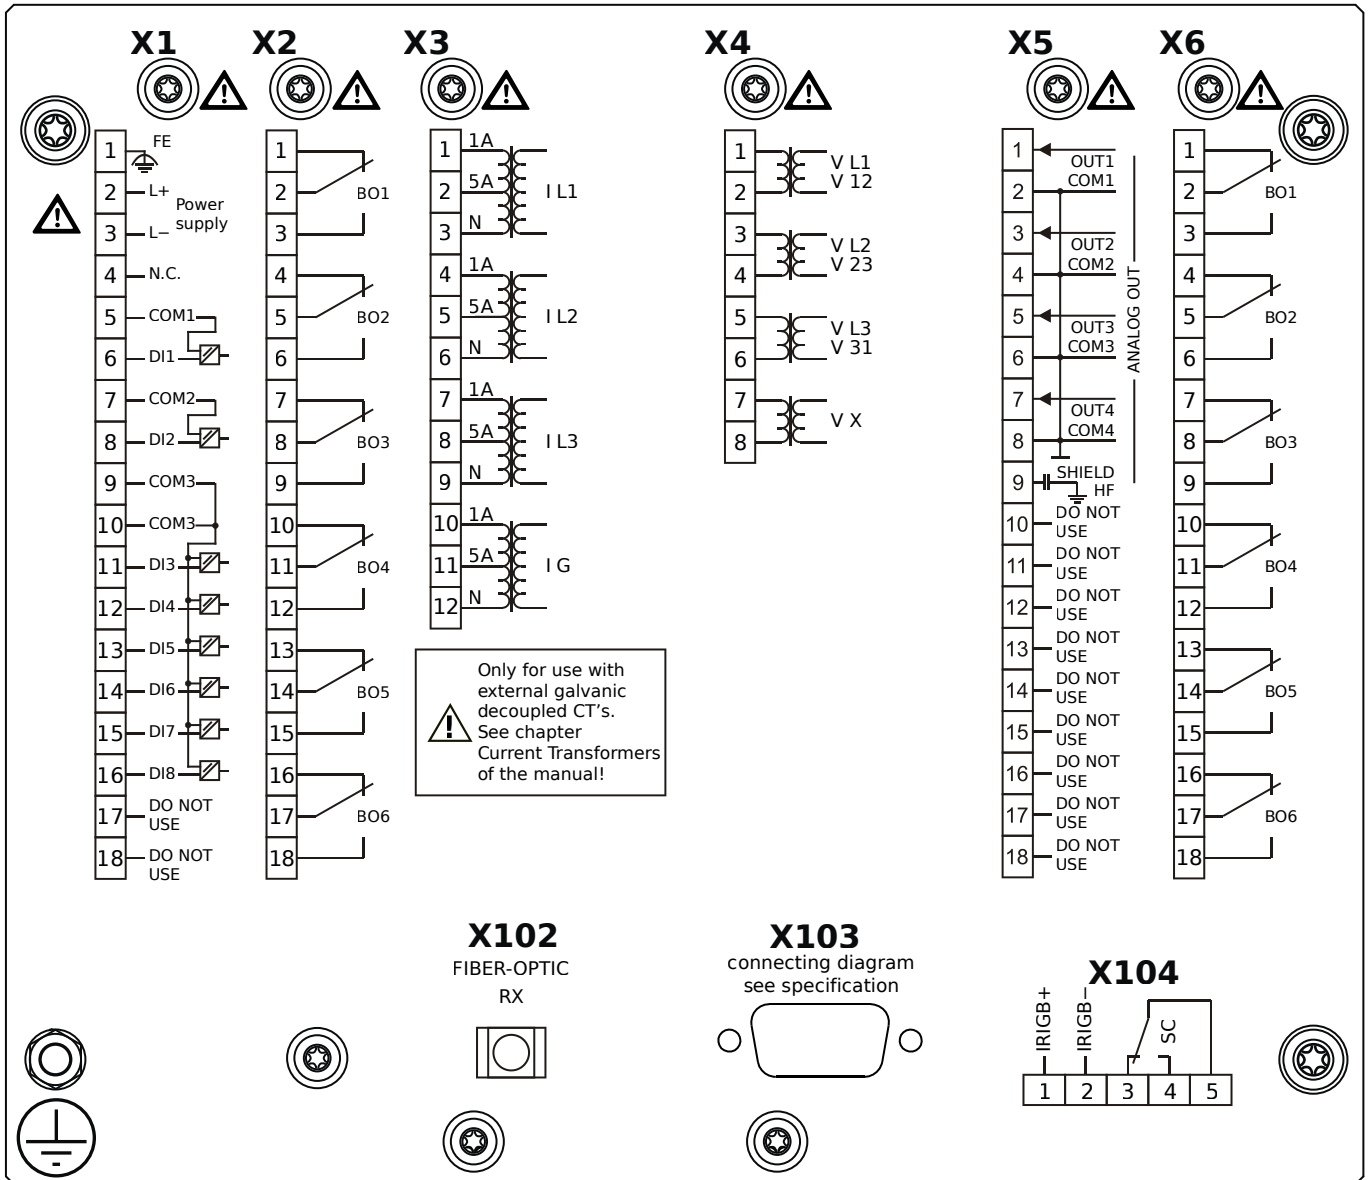 X1
X2
X3
X4
X5
X6
1
FE
2
L+
Power
supply
3
L−
4
N.C.
5
COM1
6
DI1
7
COM2
8
DI2
9
COM3
10
COM3
11
DI3
12
DI4
13
DI5
14
DI6
15
DI7
16
DI8
17
DO NOT
USE
18
DO NOT
USE
1
2
BO1
3
4
5
BO2
6
7
8
BO3
9
10
11
BO4
12
13
14
BO5
15
16
17
BO6
18
1
1A
2
5A
I L1
3
N
4
1A
5
5A
I L2
6
N
7
1A
8
5A
I L3
9
N
10
1A
11
5A
I G
12
N
Only for use with
external galvanic
decoupled CT's.
See chapter
Current Transformers
of the manual!
1
V L1
2
V 12
3
V L2
4
V 23
5
V L3
6
V 31
7
V X
8
1
OUT1
2
COM1
3
OUT2
4
COM2
5
OUT3
6
COM3
7
OUT4
8
COM4
ANALOG OUT
9
SHIELD
HF
10
DO NOT
USE
11
DO NOT
USE
12
DO NOT
USE
13
DO NOT
USE
14
DO NOT
USE
15
DO NOT
USE
16
DO NOT
USE
17
DO NOT
USE
18
DO NOT
USE
1
2
BO1
3
4
5
BO2
6
7
8
BO3
9
10
11
BO4
12
13
14
BO5
15
16
17
BO6
18
X102
FIBER-OPTIC
RX
X103
connecting diagram
see specification
X104
IRIGB+
IRIGB−
SC
1 2 3 4 5